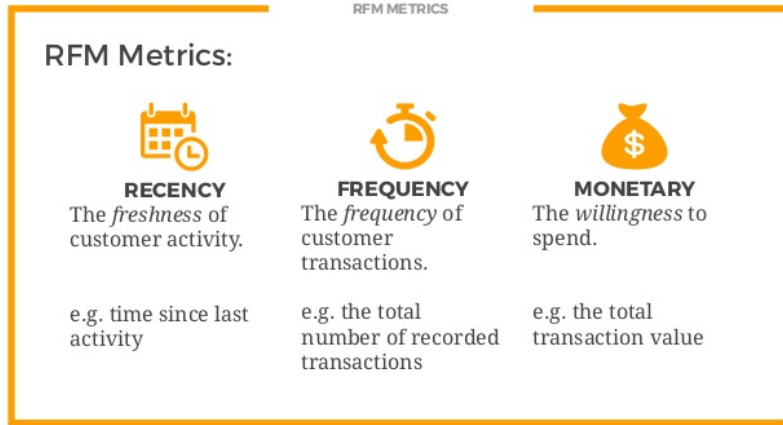 RFM METRICS
RFM Metrics:
RECENCY
The freshness of
customer activity.
e.g. time since last
activity
FREQUENCY
The frequency of
customer
transactions.
e.g. the total
number of recorded
transactions
$
MONETARY
The willingness to
spend.
e.g. the total
transaction value